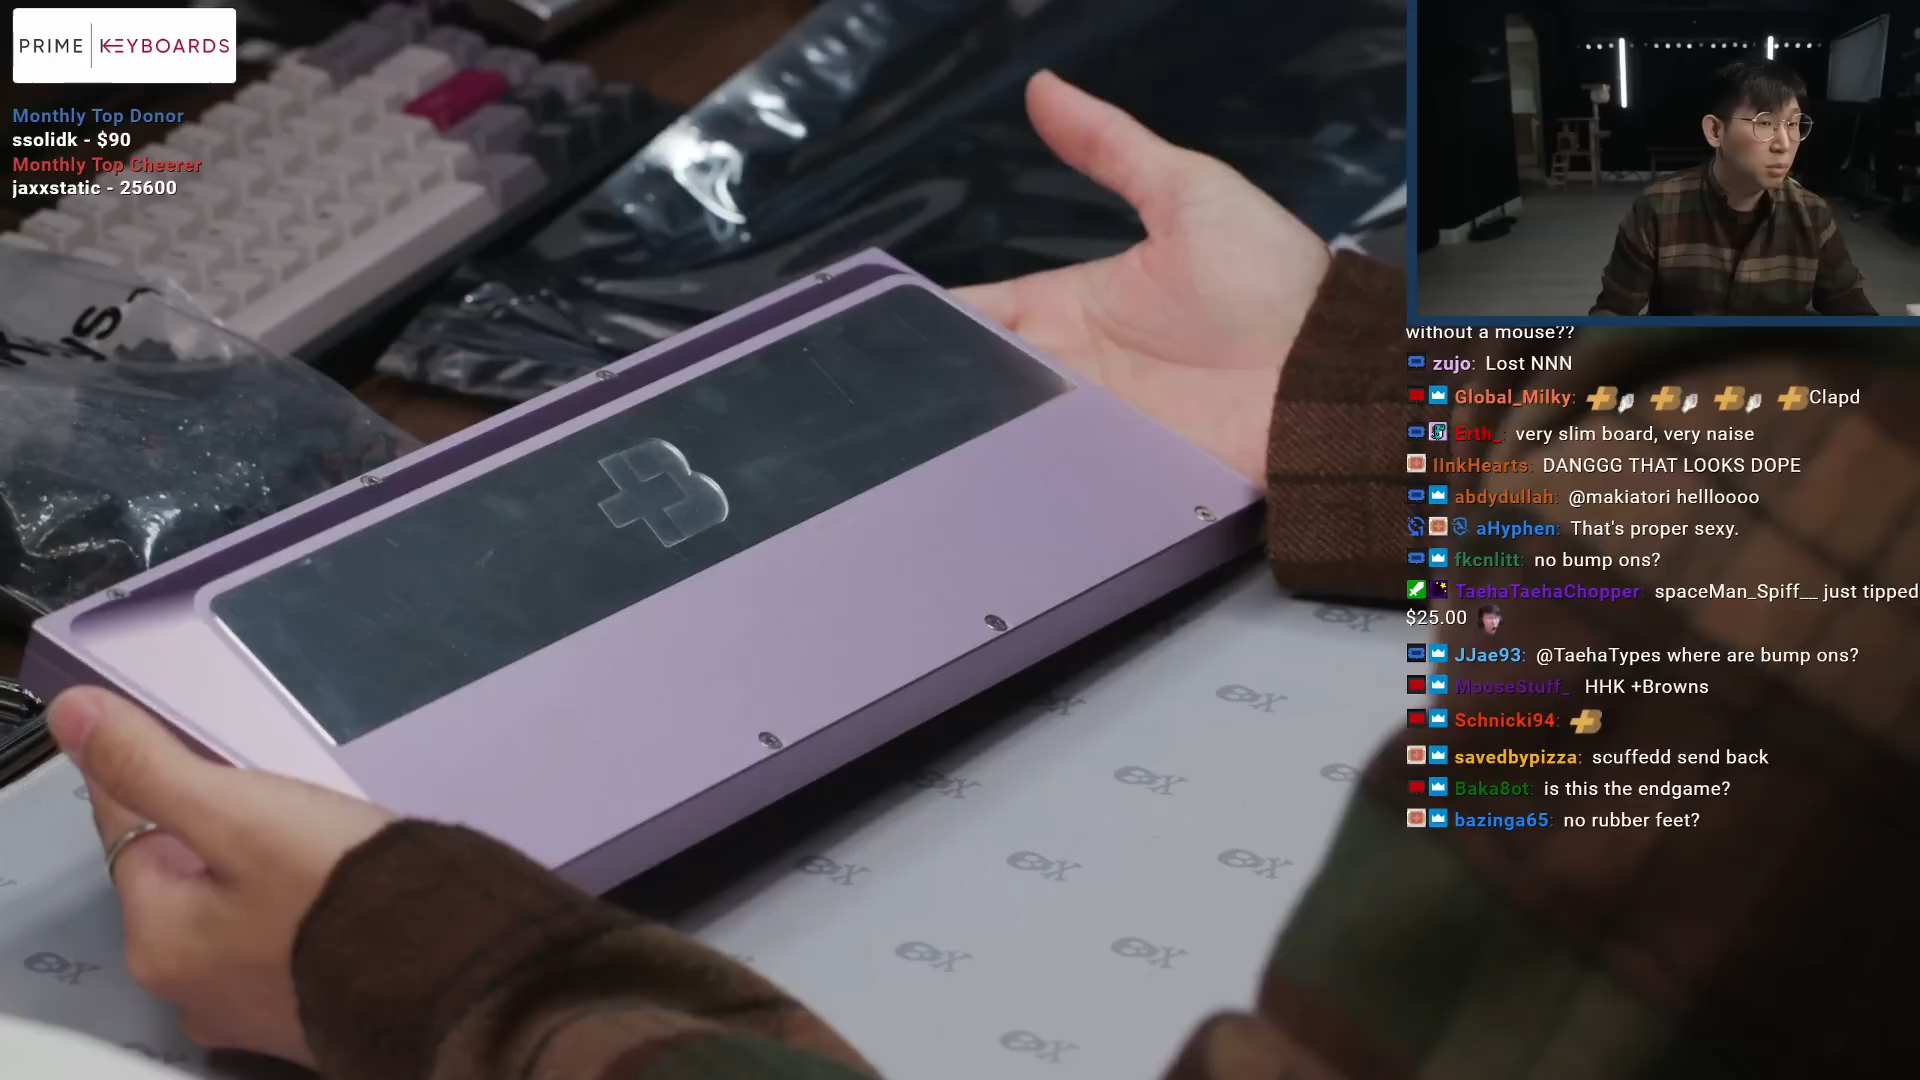 PRIME KEYBOARDS
Monthly Top Donor
ssolidk - $90
Monthly Top Cheerer
jaxxstatic - 25600
without a mouse??
zujo: Lost NNN
Global_Milky: Clapd
Erth_: very slim board, very naise
IInkHearts: DANGGG THAT LOOKS DOPE
abdydullah: @makiatori hellloooo
aHyphen: That's proper sexy.
fkcnlitt: no bump ons?
TaehaTaehaChopper: spaceMan_Spiff__ just tipped
$25.00
JJae93: @TaehaTypes where are bump ons?
MooseStuff_ HHK +Browns
Schnicki94:
savedbypizza: scuffedd send back
Baka8ot: is this the endgame?
bazinga65: no rubber feet?